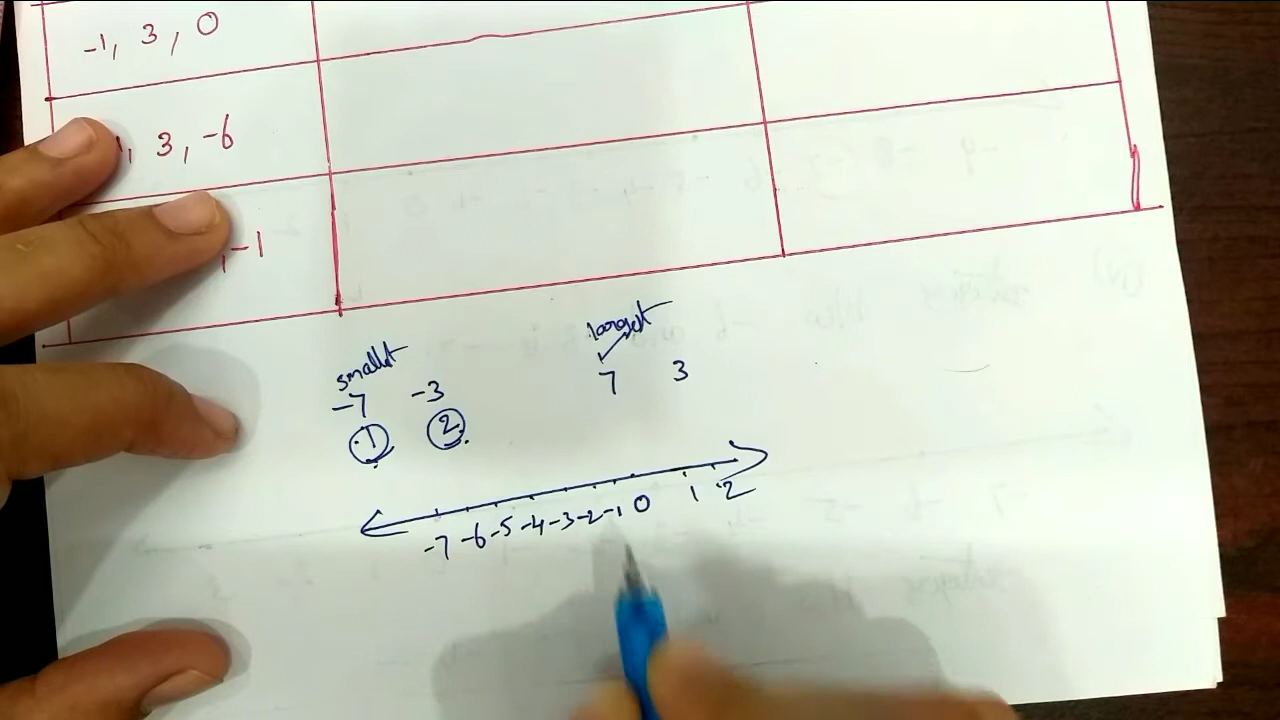 -1, 3, 0
1, 3, -6
, -1
largest
smallest
7 3
-7 -3
1 2
-7 -6 -5 -4 -3 -2 -1 0 1 2